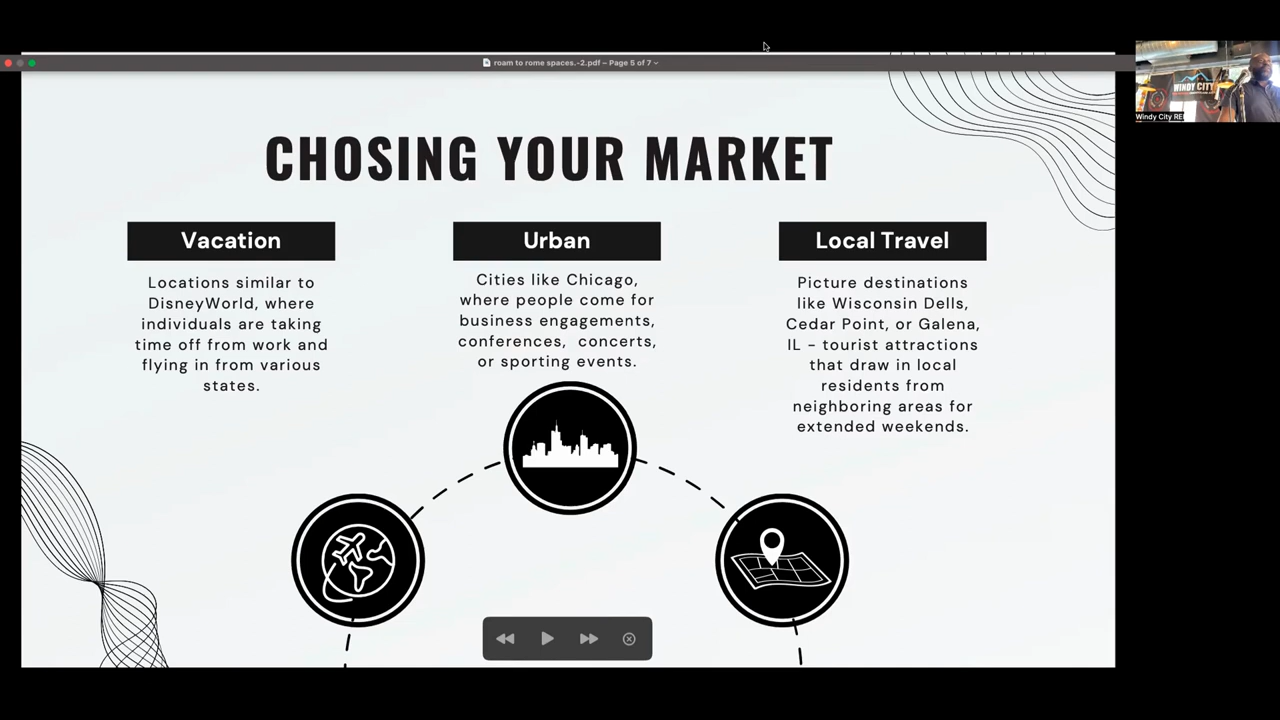 roam to rome spaces.-2.pdf – Page 5 of 7
WINDY CITY
Windy City REI
CHOSING YOUR MARKET
Vacation
Locations similar to
DisneyWorld, where
individuals are taking
time off from work and
flying in from various
states.
Urban
Cities like Chicago,
where people come for
business engagements,
conferences, concerts,
or sporting events.
Local Travel
Picture destinations
like Wisconsin Dells,
Cedar Point, or Galena,
IL – tourist attractions
that draw in local
residents from
neighboring areas for
extended weekends.